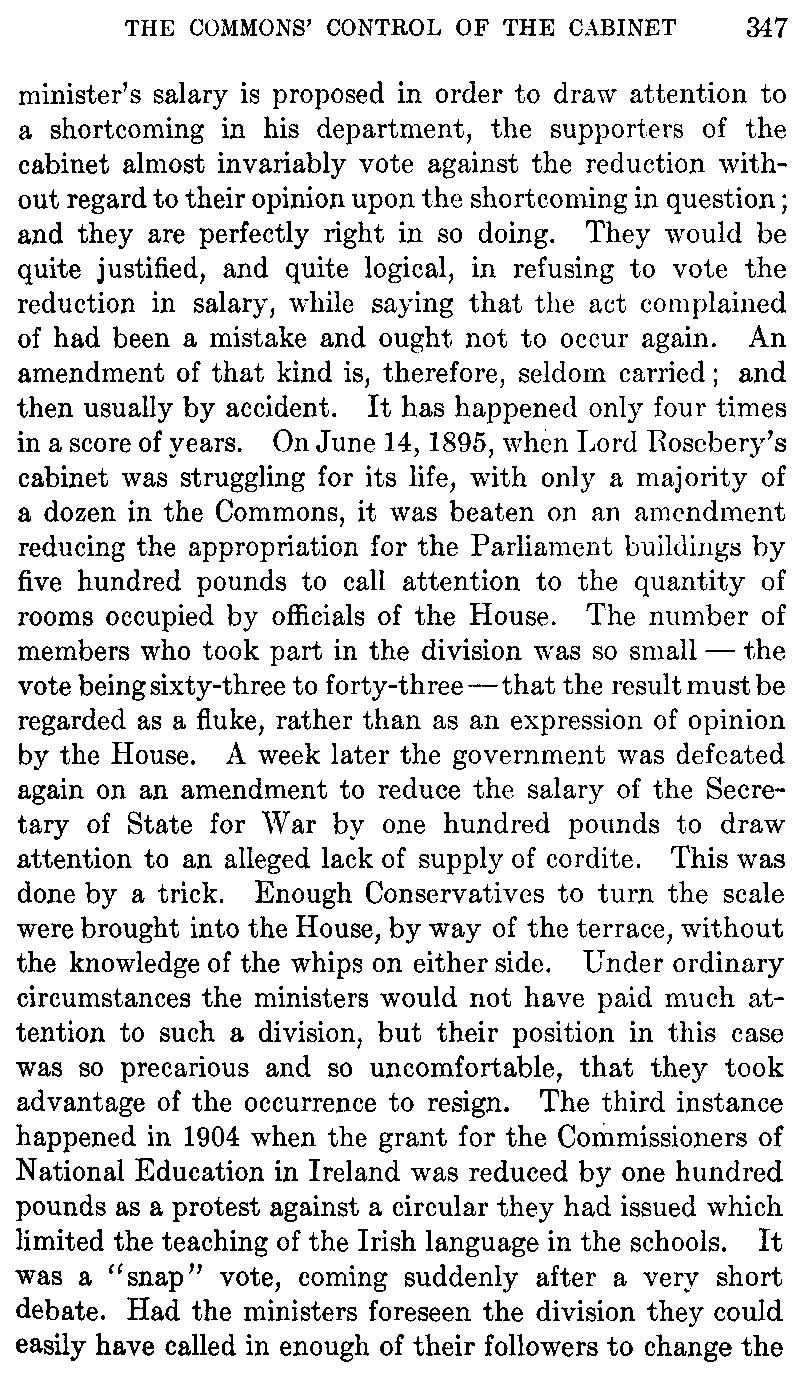 THE COMMONS' CONTROL OF THE CABINET 347
minister's salary is proposed in order to draw attention to
a shortcoming in his department, the supporters of the
cabinet almost invariably vote against the reduction with-
out regard to their opinion upon the shortcoming in question;
and they are perfectly right in so doing. They would be
quite justified, and quite logical, in refusing to vote the
reduction in salary, while saying that the act complained
of had been a mistake and ought not to occur again. An
amendment of that kind is, therefore, seldom carried; and
then usually by accident. It has happened only four times
in a score of years. On June 14, 1895, when Lord Rosebery's
cabinet was struggling for its life, with only a majority of
a dozen in the Commons, it was beaten on an amendment
reducing the appropriation for the Parliament buildings by
five hundred pounds to call attention to the quantity of
rooms occupied by officials of the House. The number of
members who took part in the division was so small — the
vote being sixty-three to forty-three — that the result must be
regarded as a fluke, rather than as an expression of opinion
by the House. A week later the government was defeated
again on an amendment to reduce the salary of the Secre-
tary of State for War by one hundred pounds to draw
attention to an alleged lack of supply of cordite. This was
done by a trick. Enough Conservatives to turn the scale
were brought into the House, by way of the terrace, without
the knowledge of the whips on either side. Under ordinary
circumstances the ministers would not have paid much at-
tention to such a division, but their position in this case
was so precarious and so uncomfortable, that they took
advantage of the occurrence to resign. The third instance
happened in 1904 when the grant for the Commissioners of
National Education in Ireland was reduced by one hundred
pounds as a protest against a circular they had issued which
limited the teaching of the Irish language in the schools. It
was a "snap" vote, coming suddenly after a very short
debate. Had the ministers foreseen the division they could
easily have called in enough of their followers to change the